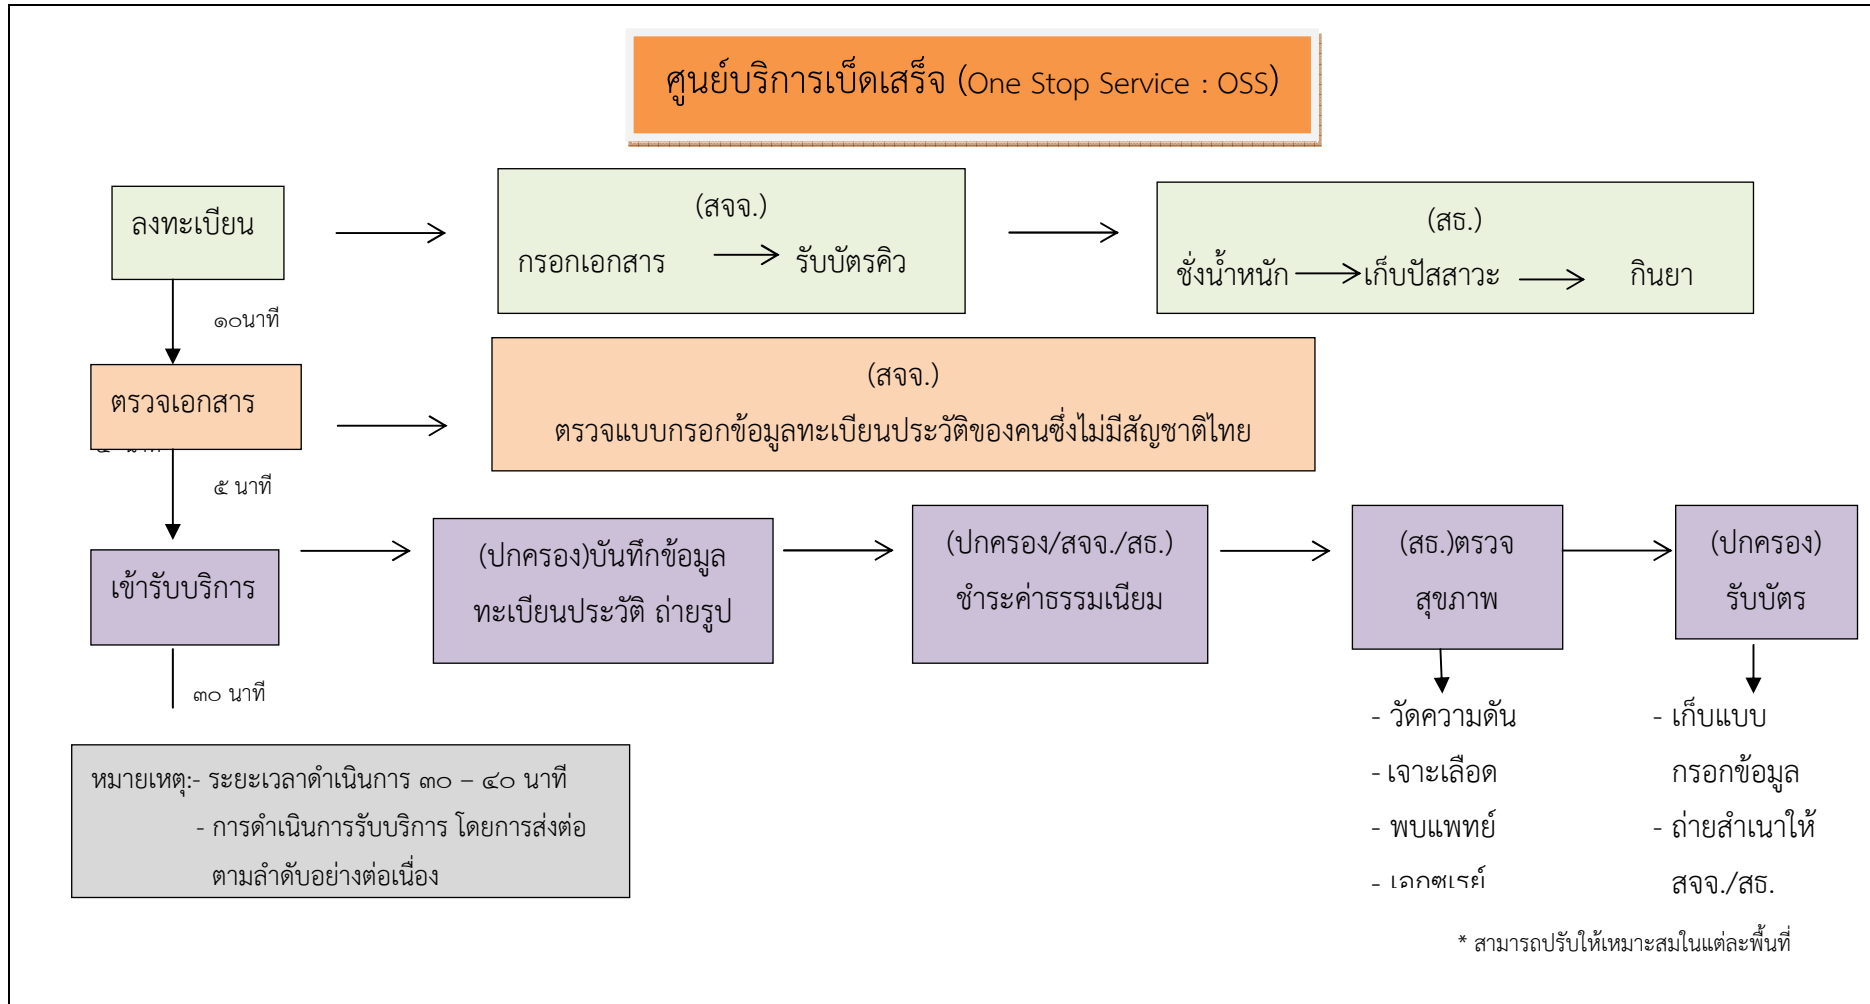 ศูนย์บริการเบ็ดเสร็จ (One Stop Service : OSS)
ลงทะเบียน
(สจจ.)
กรอกเอกสาร รับบัตรคิว
(สธ.)
ชั่งน้ำหนัก เก็บปัสสาวะ กินยา
๑๐นาที
ตรวจเอกสาร
(สจจ.)
ตรวจแบบกรอกข้อมูลทะเบียนประวัติของคนซึ่งไม่มีสัญชาติไทย
๕ นาที
เข้ารับบริการ
(ปกครอง)บันทึกข้อมูล
ทะเบียนประวัติ ถ่ายรูป
(ปกครอง/สจจ./สธ.)
ชำระค่าธรรมเนียม
(สธ.)ตรวจ
สุขภาพ
(ปกครอง)
รับบัตร
๓๐ นาที
- วัดความดัน
- เจาะเลือด
- พบแพทย์
- เอกซเรย์
- เก็บแบบ
กรอกข้อมูล
- ถ่ายสำเนาให้
สจจ./สธ.
หมายเหตุ:- ระยะเวลาดำเนินการ ๓๐ – ๔๐ นาที
- การดำเนินการรับบริการ โดยการส่งต่อ
ตามลำดับอย่างต่อเนื่อง
* สามารถปรับให้เหมาะสมในแต่ละพื้นที่